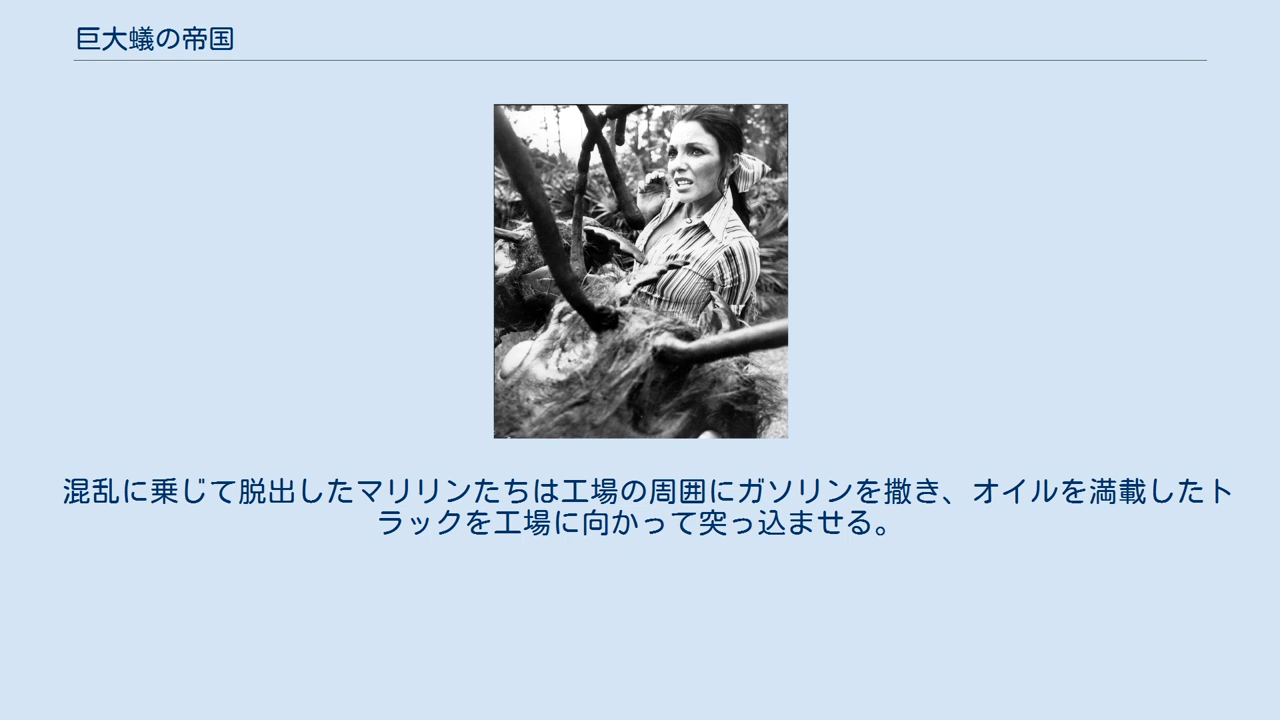 巨大蟻の帝国
混乱に乗じて脱出したマリリンたちは工場の周囲にガソリンを撒き、オイルを満載したト
ラックを工場に向かって突っ込ませる。